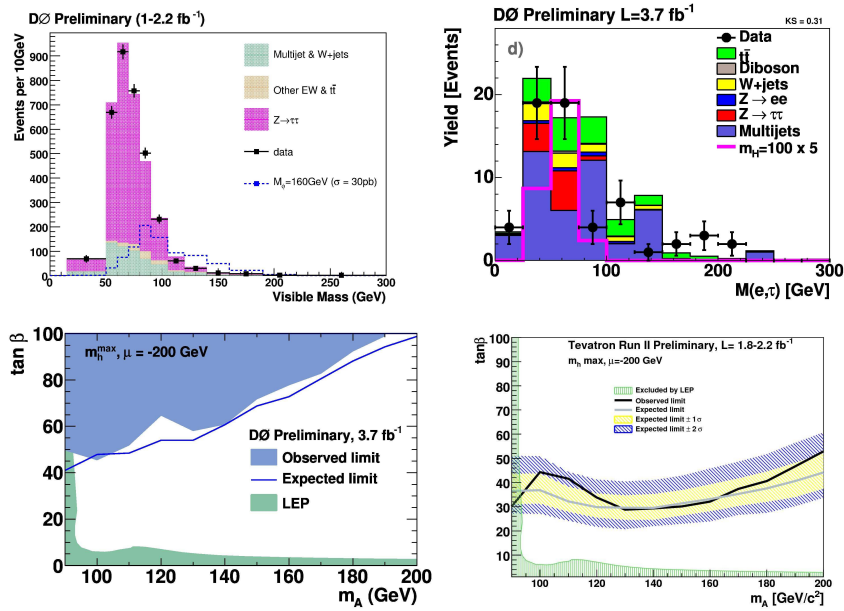 DØ Preliminary (1-2.2 fb⁻¹)
Events per 10GeV
900
800
700
600
500
400
300
200
100
0
Multijet & W+jets
Other EW & tt̄
Z→ττ
data
Mφ=160GeV (σ = 30pb)
0 50 100 150 200 250 300
Visible Mass (GeV)
DØ Preliminary L=3.7 fb⁻¹
KS = 0.31
d)
Yield [Events]
20
10
0
Data
tt̄
Diboson
W+jets
Z → ee
Z → ττ
Multijets
m_H=100 x 5
0 100 200 300
M(e,τ) [GeV]
tan β
100
80
60
40
20
0
m_h^max, μ = -200 GeV
DØ Preliminary, 3.7 fb⁻¹
Observed limit
Expected limit
LEP
100 120 140 160 180 200
m_A (GeV)
tanβ
100
90
80
70
60
50
40
30
20
10
Tevatron Run II Preliminary, L= 1.8-2.2 fb⁻¹
m_h max, μ=-200 GeV
Excluded by LEP
Observed limit
Expected limit
Expected limit ± 1 σ
Expected limit ± 2 σ
100 120 140 160 180 200
m_A [GeV/c²]